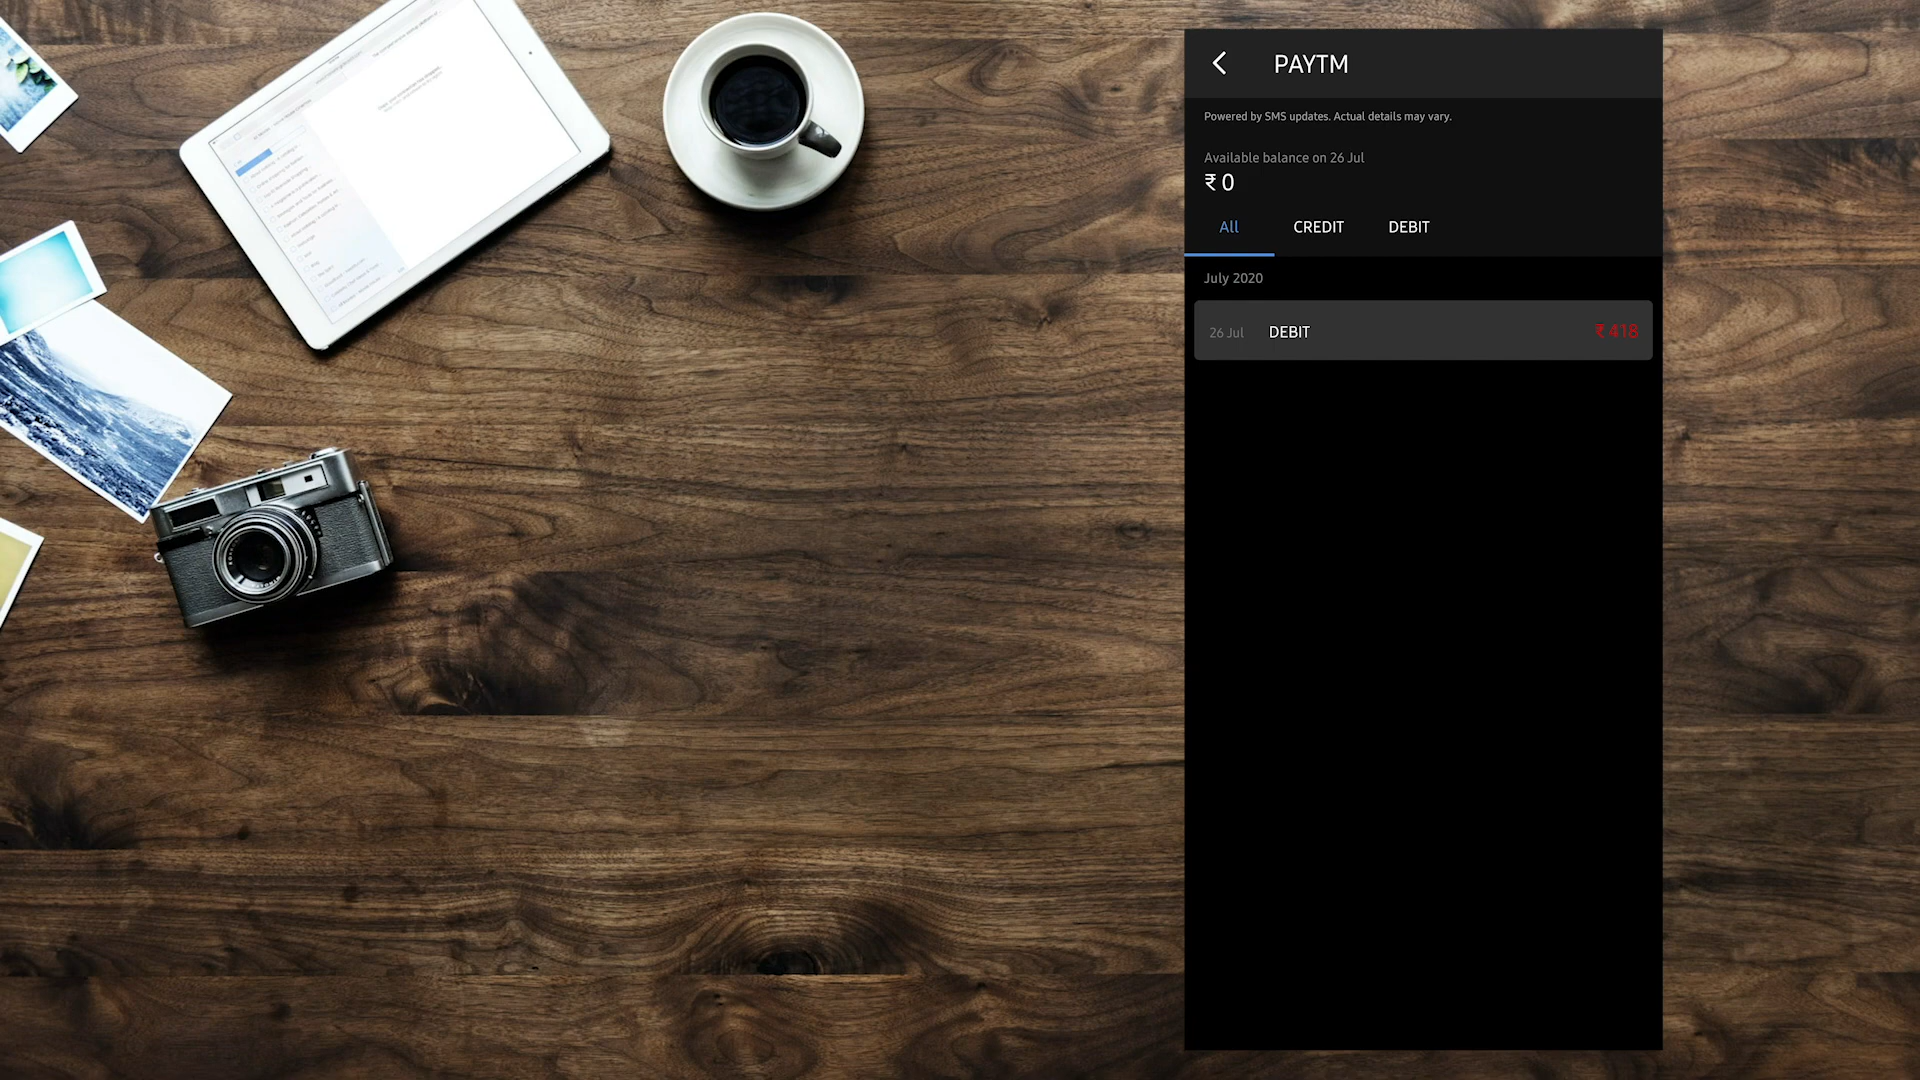 PAYTM
Powered by SMS updates. Actual details may vary.
Available balance on 26 Jul
₹ 0
All CREDIT DEBIT
July 2020
26 Jul DEBIT ₹ 418